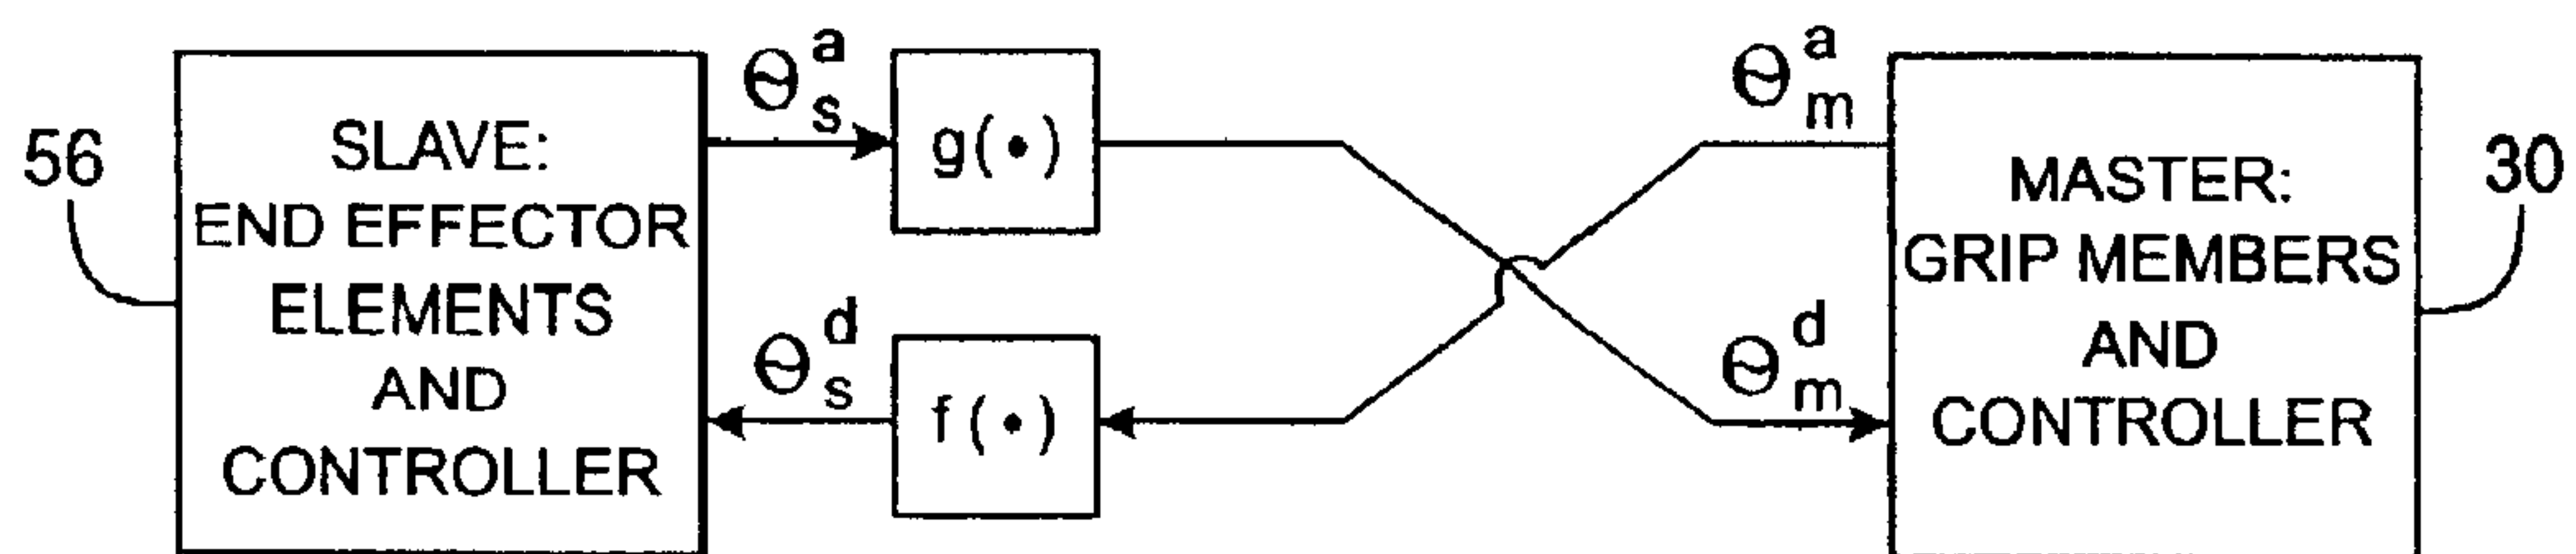 56
SLAVE:
END EFFECTOR
ELEMENTS
AND
CONTROLLER
Θ_s^a
g(•)
Θ_s^d
f(•)
Θ_m^a
Θ_m^d
MASTER:
GRIP MEMBERS
AND
CONTROLLER
30